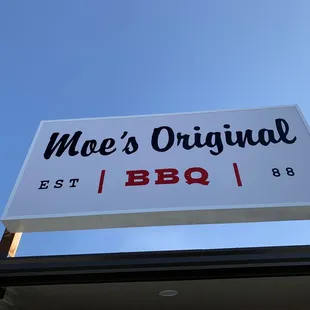 Moe's Original
EST | BBQ | 88